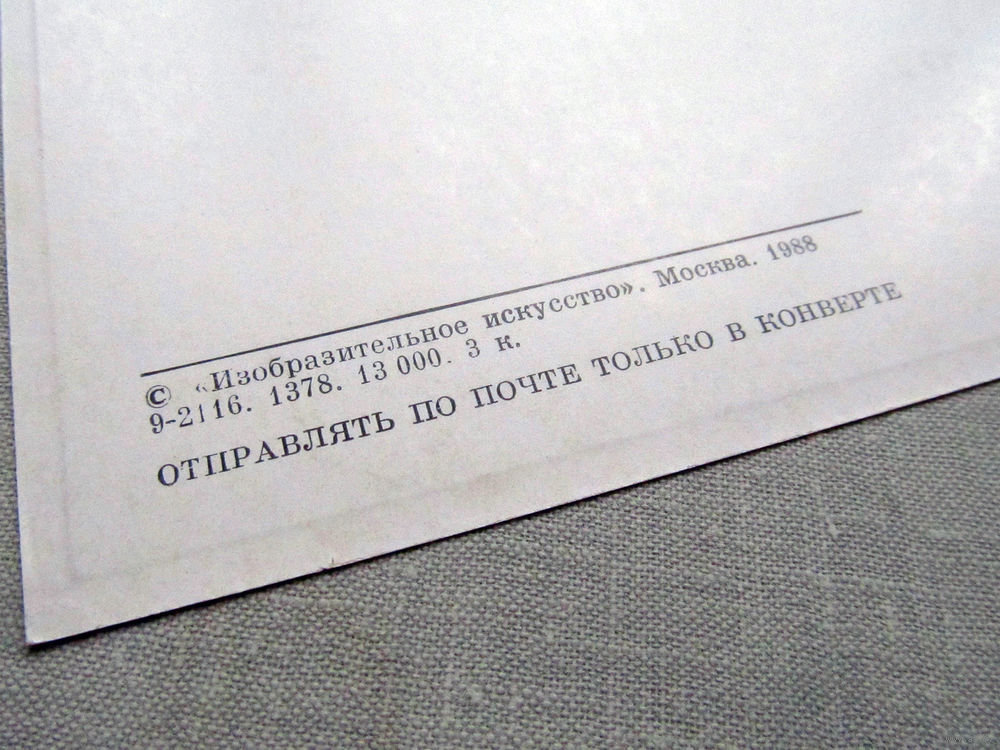 © «Изобразительное искусство». Москва. 1988
9-2116. 1378. 13 000. 3 к.
ОТПРАВЛЯТЬ ПО ПОЧТЕ ТОЛЬКО В КОНВЕРТЕ